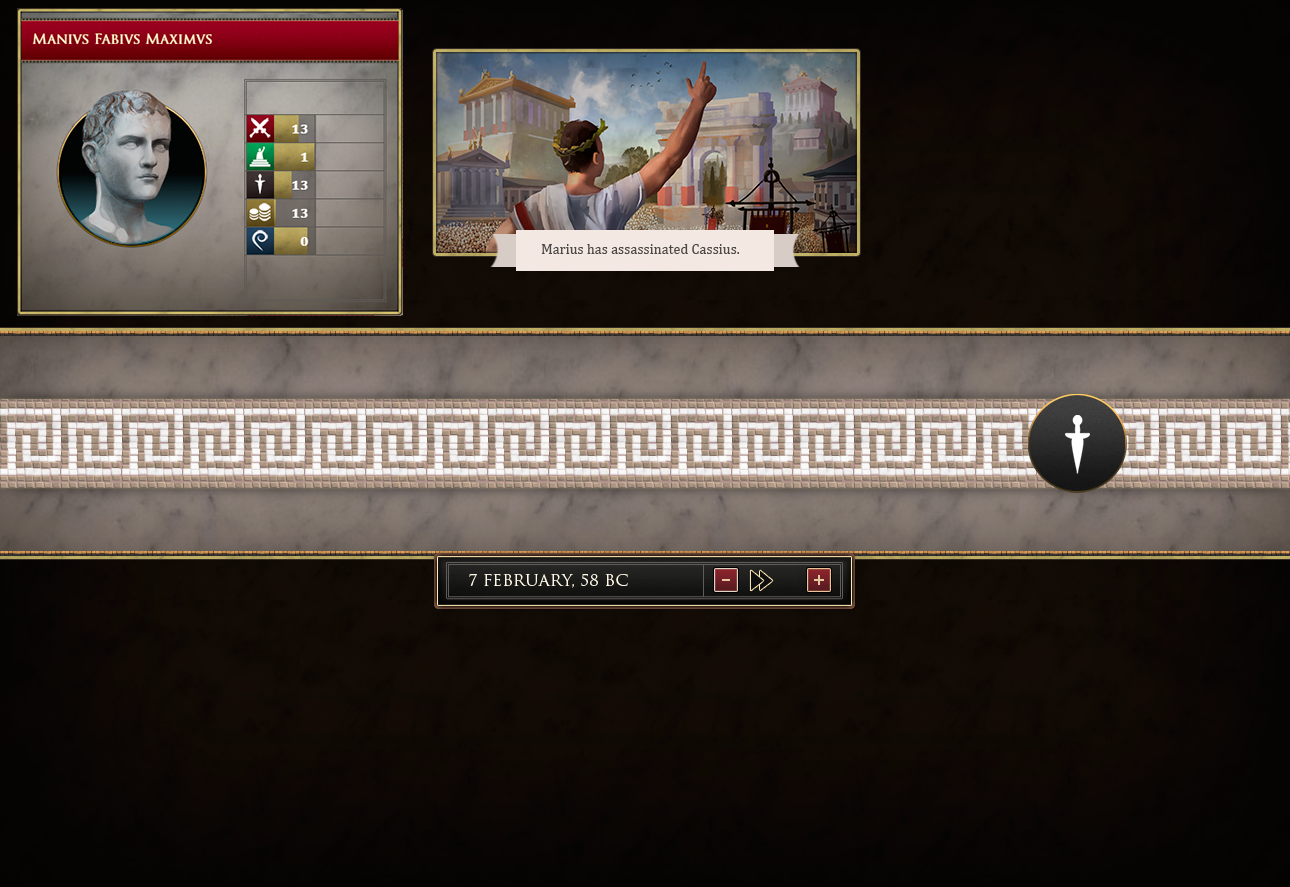 Manivs Fabivs Maximvs
13
1
13
13
0
Marius has assassinated Cassius.
7 FEBRUARY, 58 BC